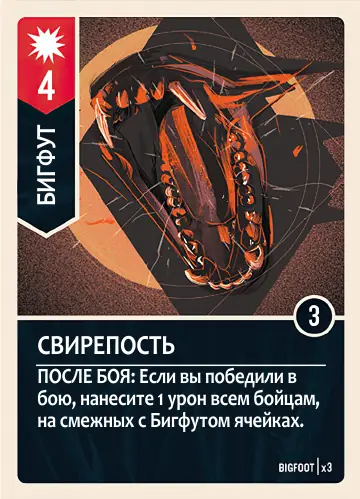 4
БИГФУТ
3
СВИРЕПОСТЬ
ПОСЛЕ БОЯ: Если вы победили в
бою, нанесите 1 урон всем бойцам,
на смежных с Бигфутом ячейках.
BIGFOOT | x3